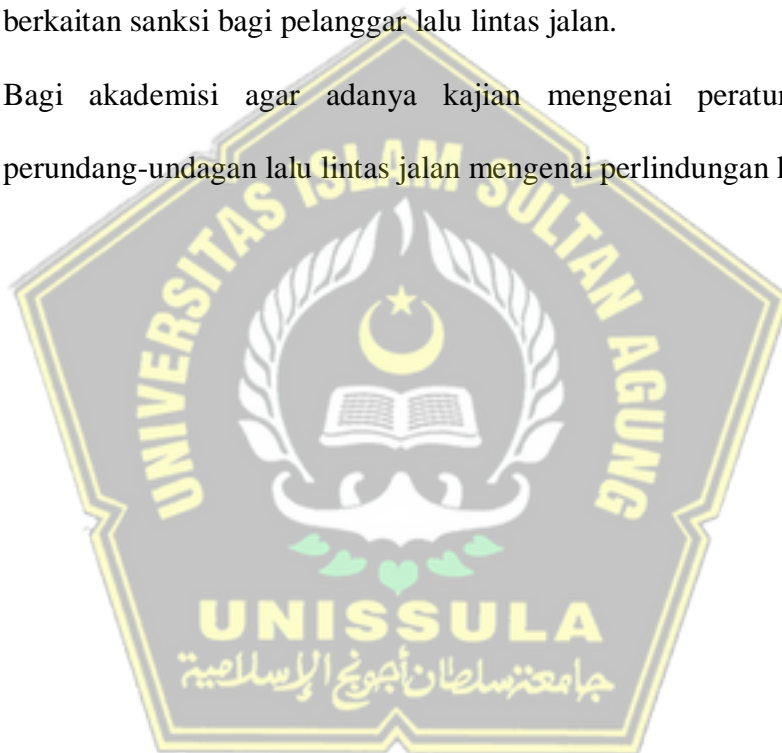 berkaitan sanksi bagi pelanggar lalu lintas jalan.
Bagi akademisi agar adanya kajian mengenai
perundang-undagan lalu lintas jalan mengenai perlindungan
UNIVERSITAS ISLAM SULTAN AGUNG
UNISSULA
جامعة سلطان أجونج الإسلامية